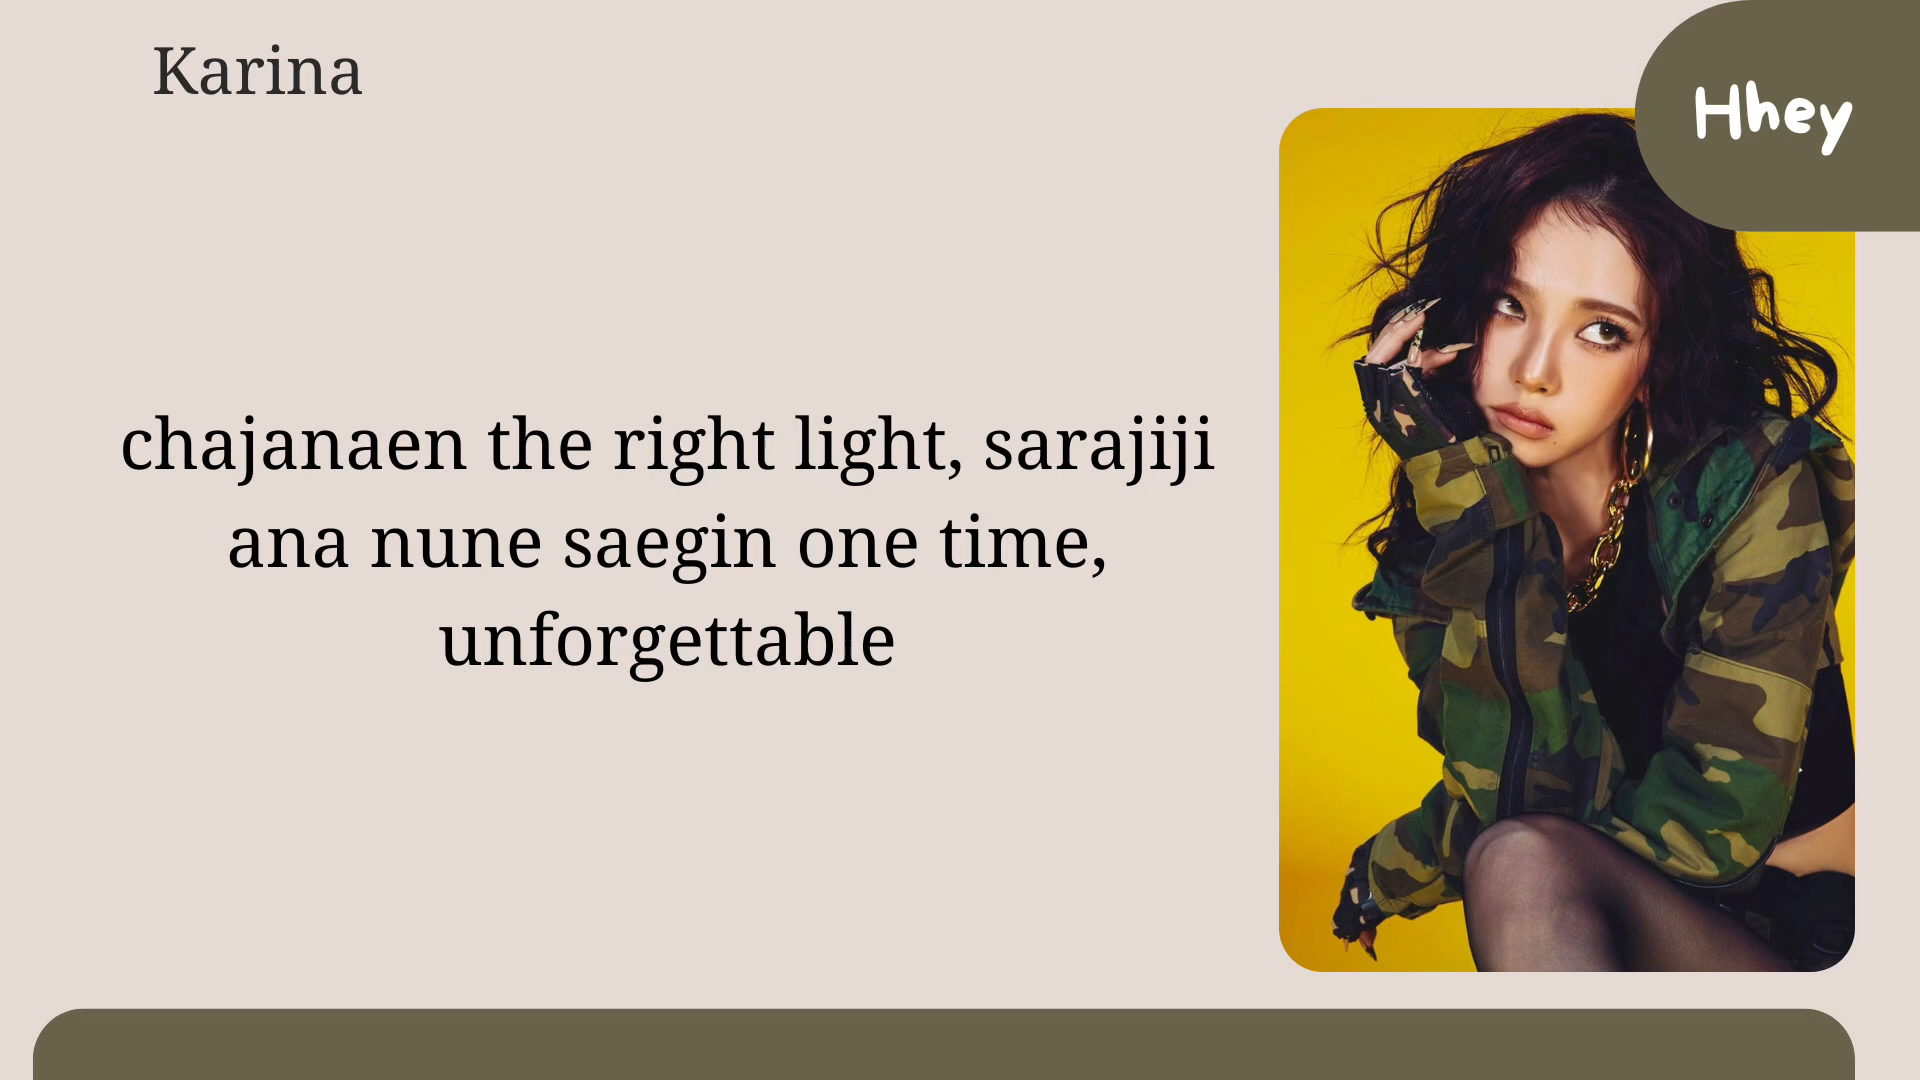 Karina
Hhey
chajanaen the right light, sarajiji
ana nune saegin one time,
unforgettable